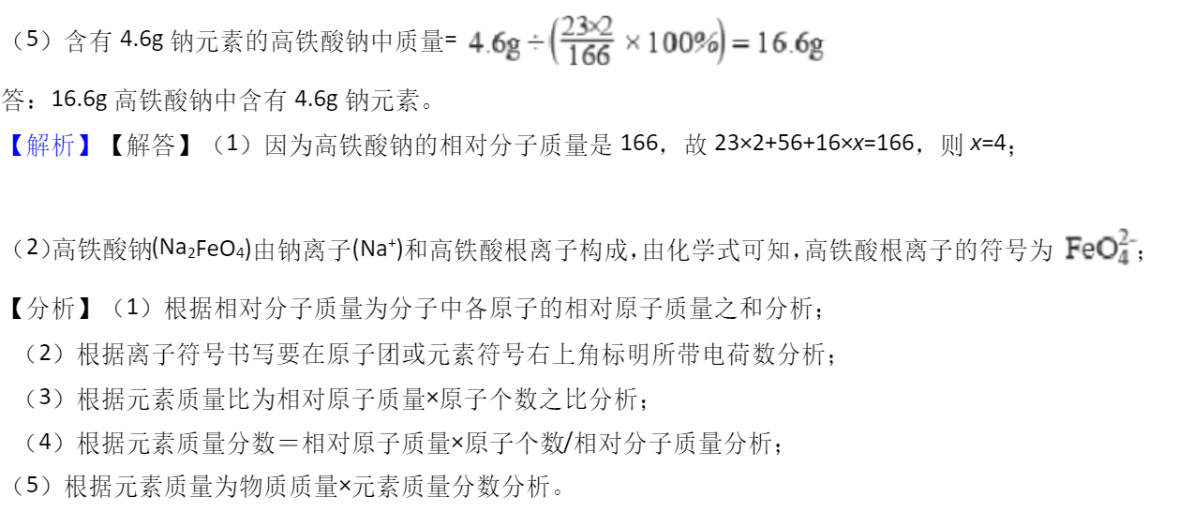 （5）含有 4.6g 钠元素的高铁酸钠中质量= 4.6g÷(23×2/166 ×100%)=16.6g
答：16.6g 高铁酸钠中含有 4.6g 钠元素。
【解析】【解答】（1）因为高铁酸钠的相对分子质量是 166，故 23×2+56+16×x=166，则 x=4；
（2)高铁酸钠(Na₂FeO₄)由钠离子(Na⁺)和高铁酸根离子构成,由化学式可知,高铁酸根离子的符号为 FeO₄²⁻；
【分析】（1）根据相对分子质量为分子中各原子的相对原子质量之和分析；
（2）根据离子符号书写要在原子团或元素符号右上角标明所带电荷数分析；
（3）根据元素质量比为相对原子质量×原子个数之比分析；
（4）根据元素质量分数＝相对原子质量×原子个数/相对分子质量分析；
（5）根据元素质量为物质质量×元素质量分数分析。